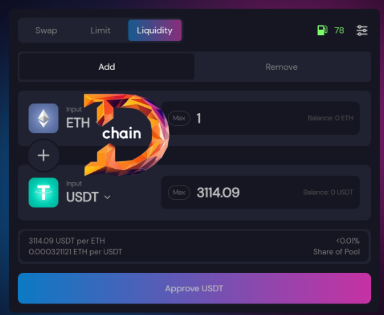 Swap Limit Liquidity 78
Add Remove
Input
ETH
chain
Max 1
Balance: 0 ETH
Input
USDT
Max 3114.09
Balance: 0 USDT
3114.09 USDT per ETH
0.000321121 ETH per USDT
<0.01%
Share of Pool
Approve USDT